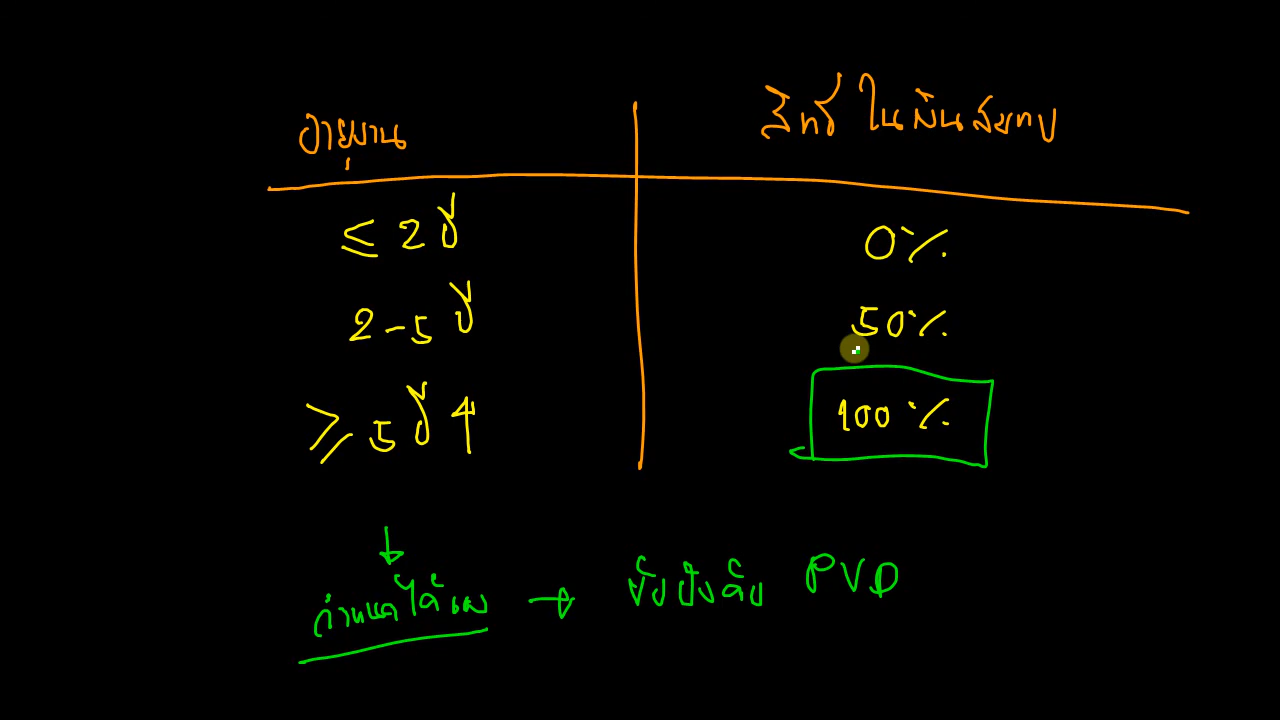 อายุงาน สิทธิ์ ในเงินสมทบ
≤ 2 ปี 0%
2 - 5 ปี 50%
≥ 5 ปี ↑ 100%
กำหนดได้เอง → ข้อบังคับ PVD